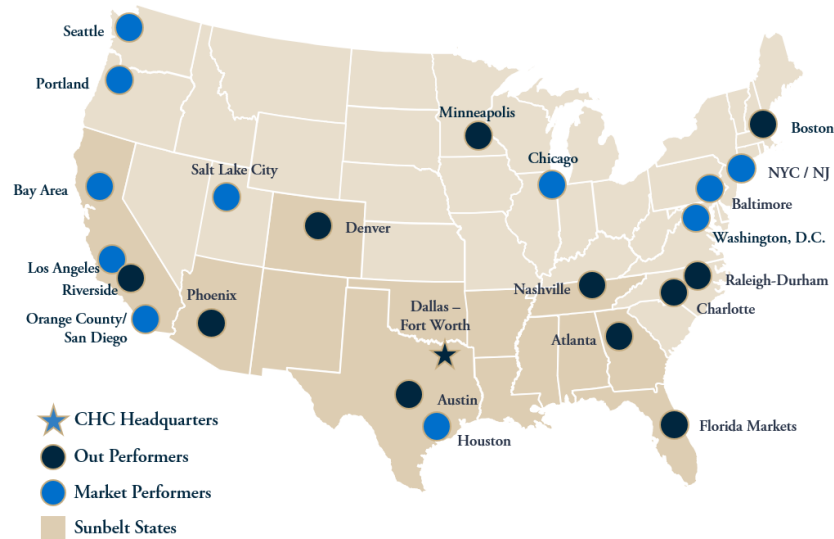 Seattle
Portland
Minneapolis
Boston
Chicago
Salt Lake City
NYC / NJ
Bay Area
Baltimore
Denver
Washington, D.C.
Los Angeles
Riverside
Phoenix
Nashville
Raleigh-Durham
Dallas –
Fort Worth
Charlotte
Orange County/
San Diego
Atlanta
Austin
Houston
Florida Markets
CHC Headquarters
Out Performers
Market Performers
Sunbelt States